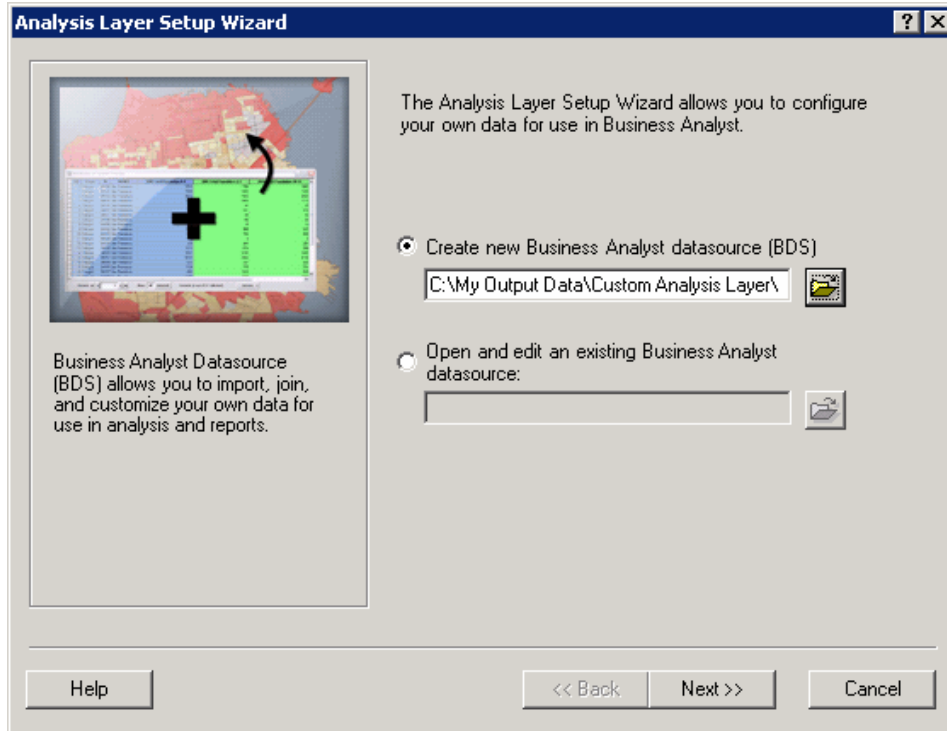 Analysis Layer Setup Wizard
The Analysis Layer Setup Wizard allows you to configure
your own data for use in Business Analyst.
Create new Business Analyst datasource (BDS)
C:\My Output Data\Custom Analysis Layer\
Open and edit an existing Business Analyst
datasource:
Business Analyst Datasource
(BDS) allows you to import, join,
and customize your own data for
use in analysis and reports.
Help
<< Back
Next >>
Cancel